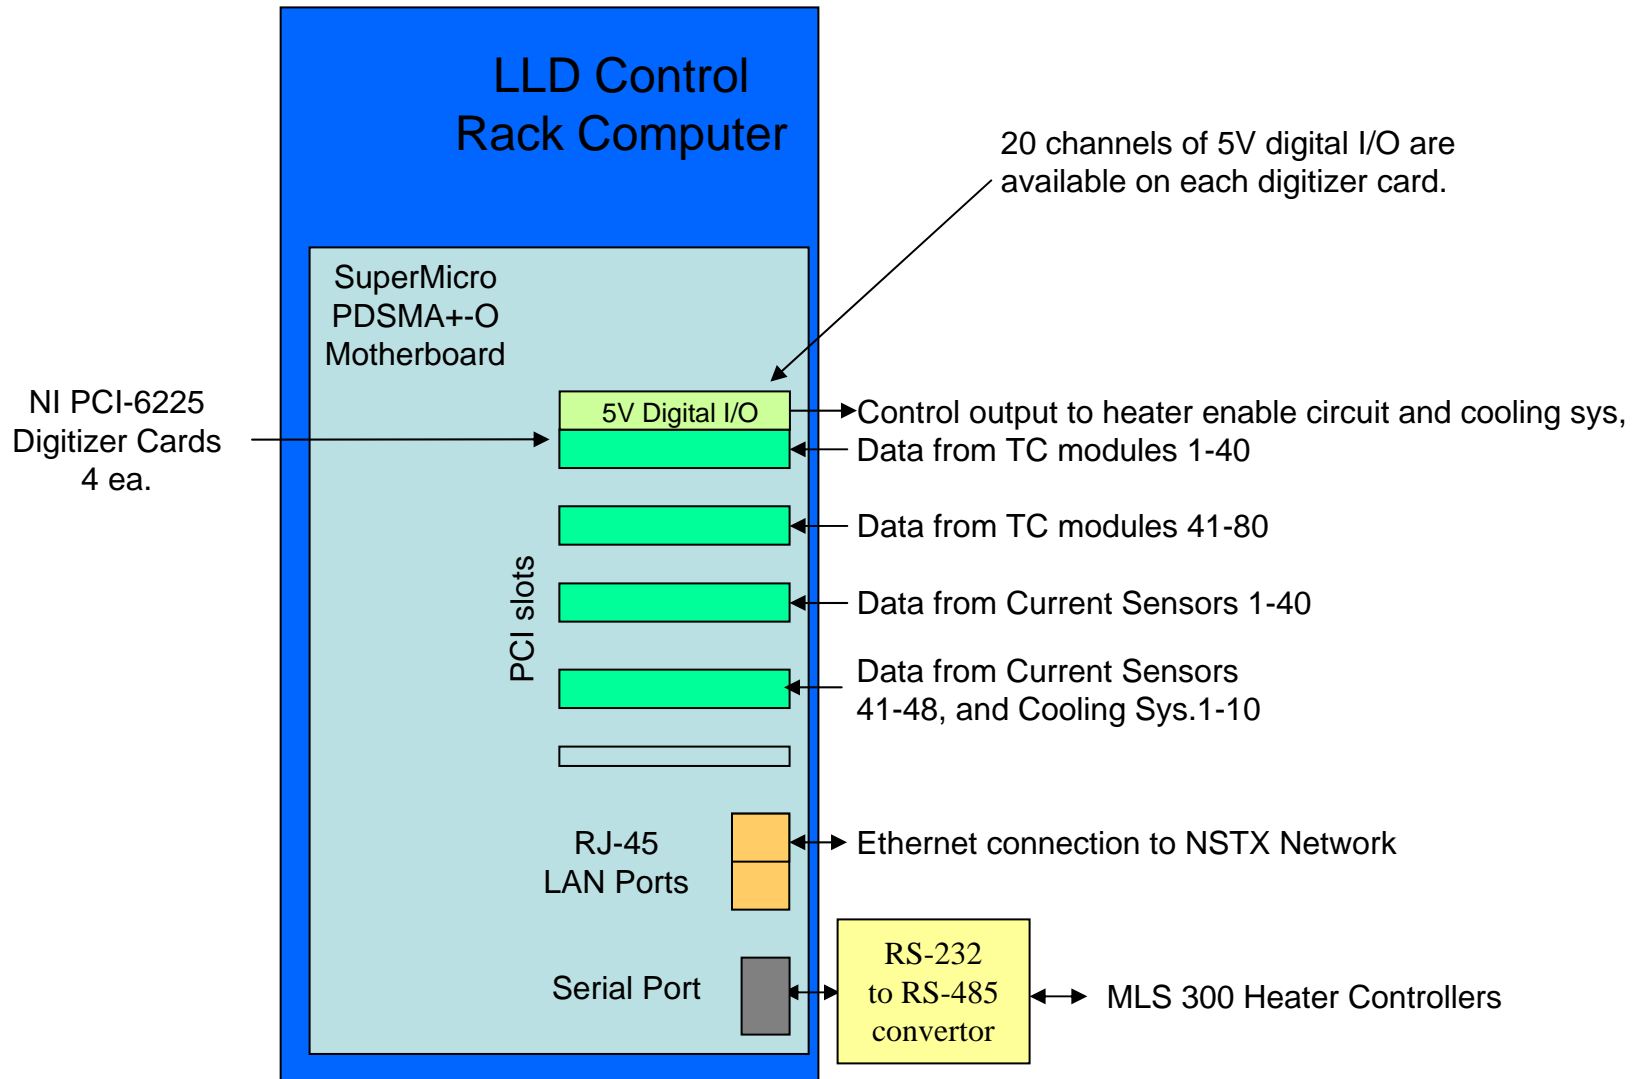 LLD Control
Rack Computer
20 channels of 5V digital I/O are
available on each digitizer card.
SuperMicro
PDSMA+-O
Motherboard
NI PCI-6225
Digitizer Cards
4 ea.
5V Digital I/O
Control output to heater enable circuit and cooling sys,
Data from TC modules 1-40
Data from TC modules 41-80
PCI slots
Data from Current Sensors 1-40
Data from Current Sensors
41-48, and Cooling Sys.1-10
RJ-45
LAN Ports
Ethernet connection to NSTX Network
Serial Port
RS-232
to RS-485
convertor
MLS 300 Heater Controllers